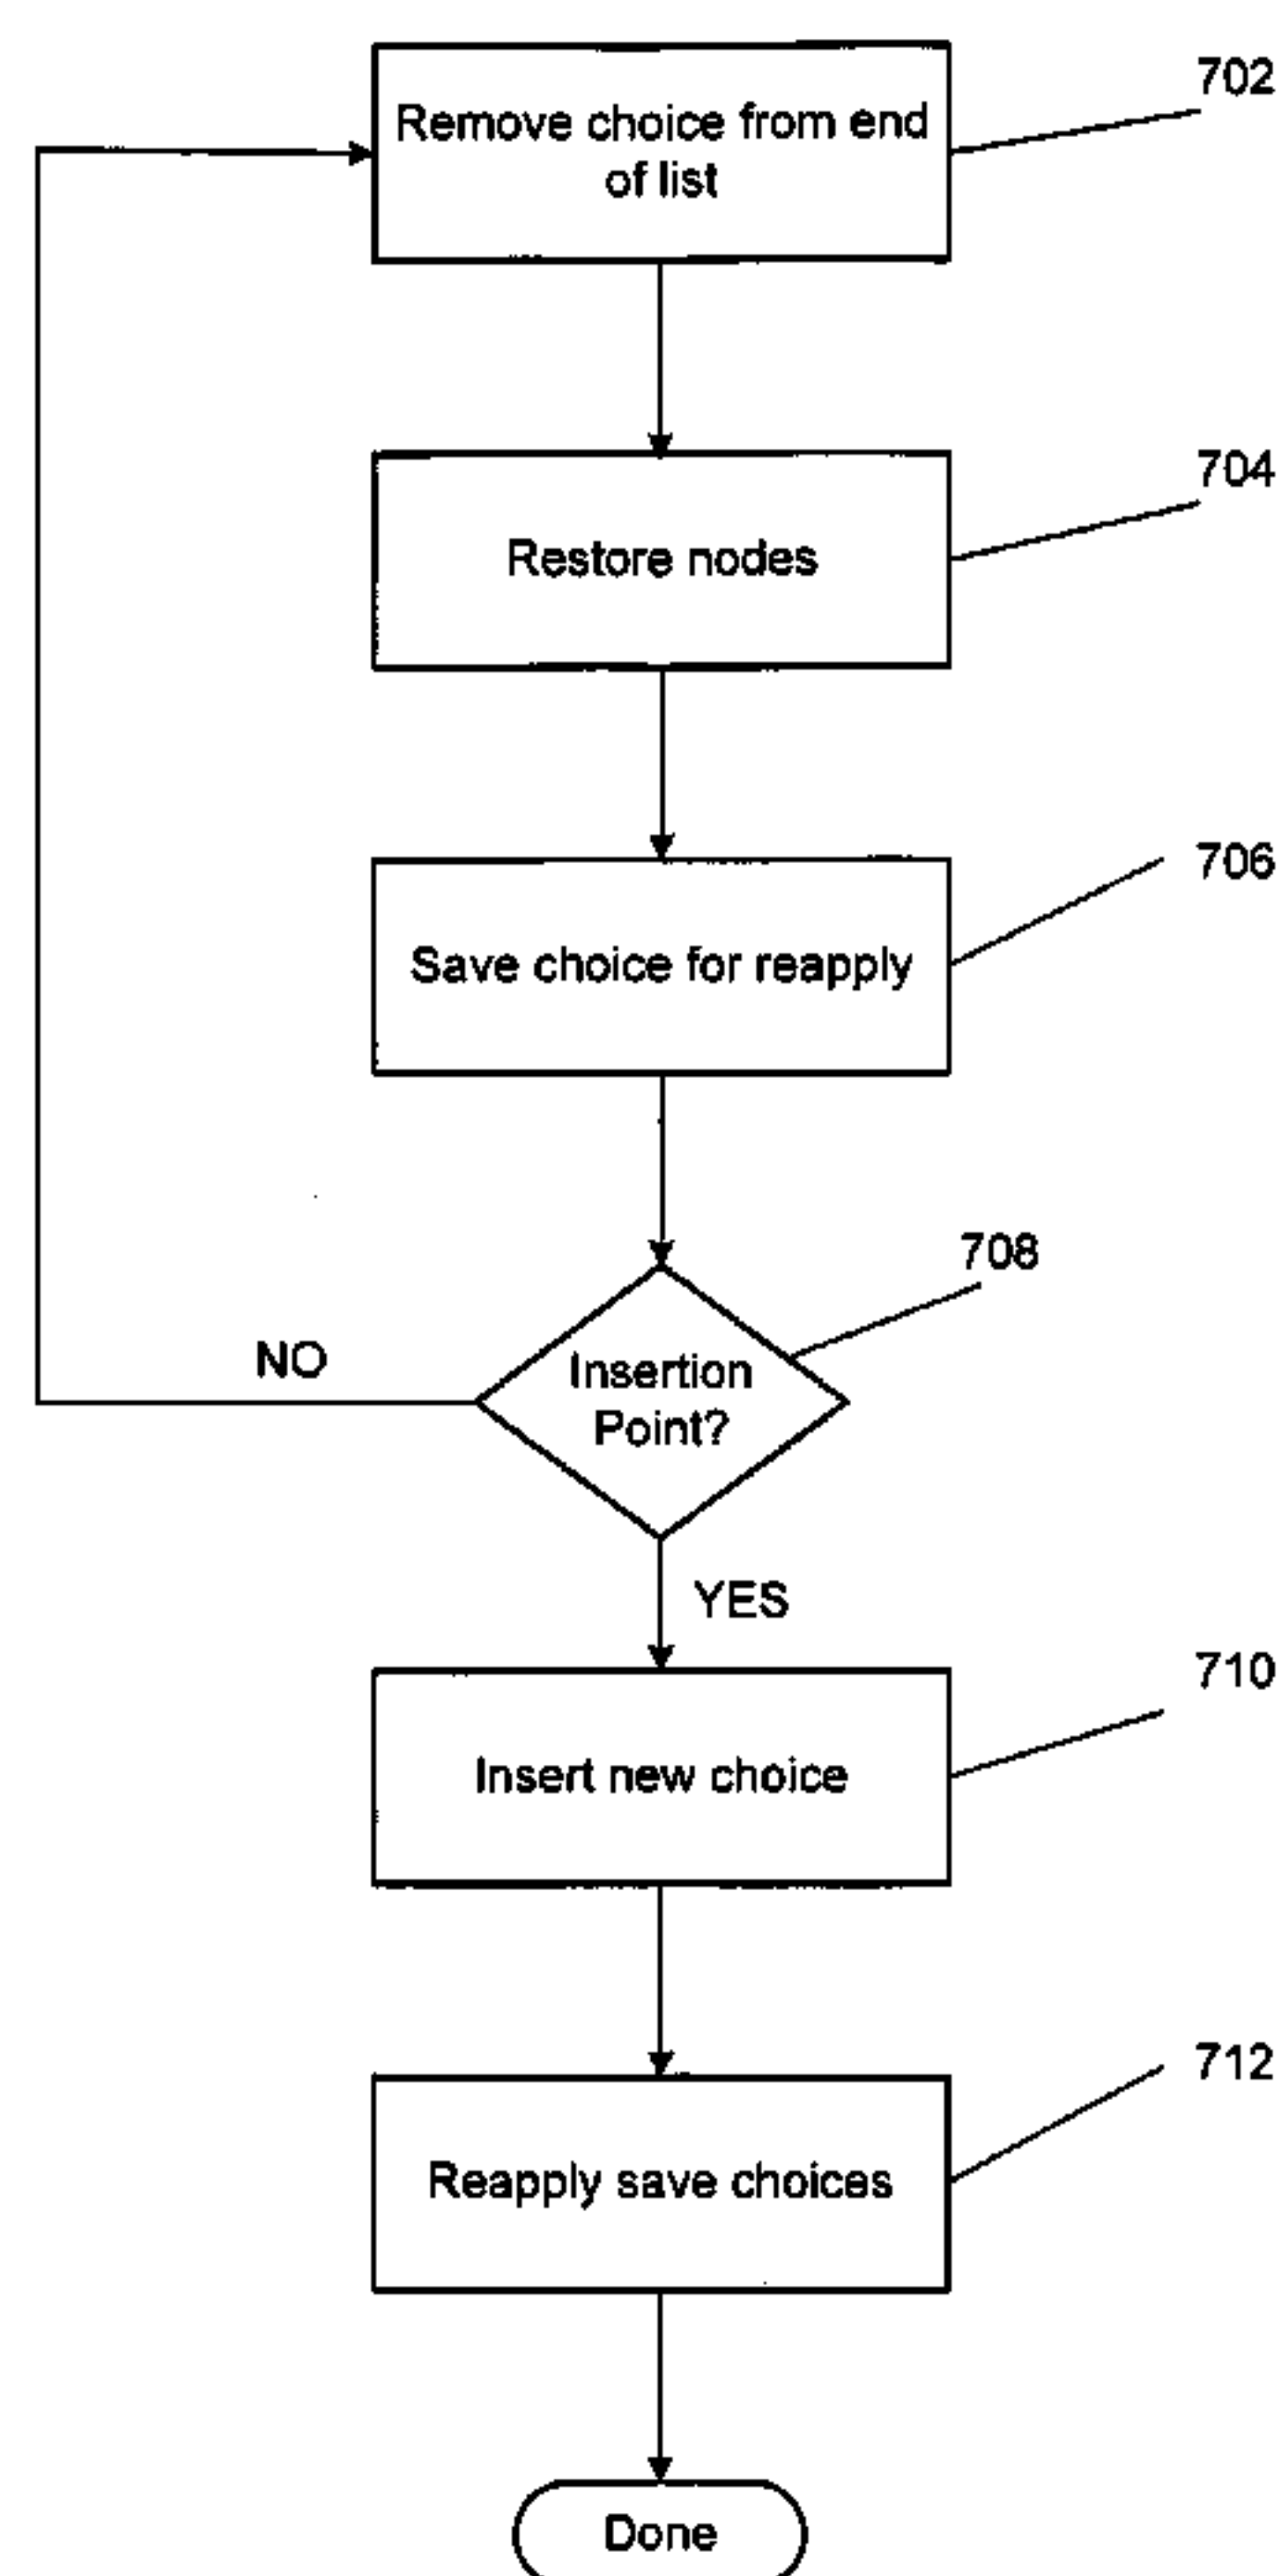 702
Remove choice from end
of list
704
Restore nodes
706
Save choice for reapply
708
Insertion
Point?
NO
YES
710
Insert new choice
712
Reapply save choices
Done